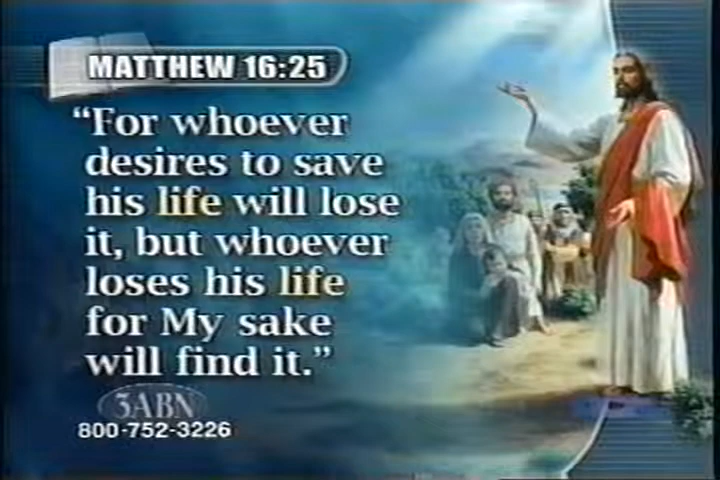 MATTHEW 16:25
“For whoever
desires to save
his life will lose
it, but whoever
loses his life
for My sake
will find it.”
3ABN
800-752-3226